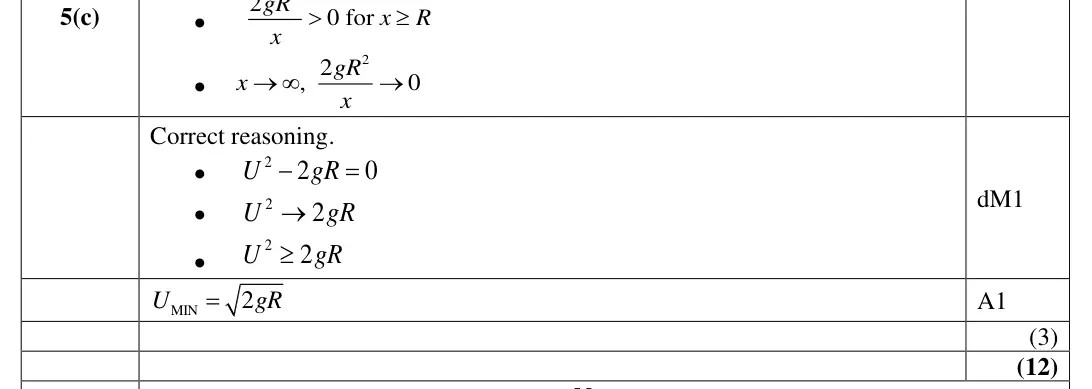 5(c)
• 2gR / x > 0 for x ≥ R
• x → ∞, 2gR² / x → 0
Correct reasoning.
• U² − 2gR = 0
• U² → 2gR
dM1
• U² ≥ 2gR
U_MIN = √(2gR) A1
(3)
(12)